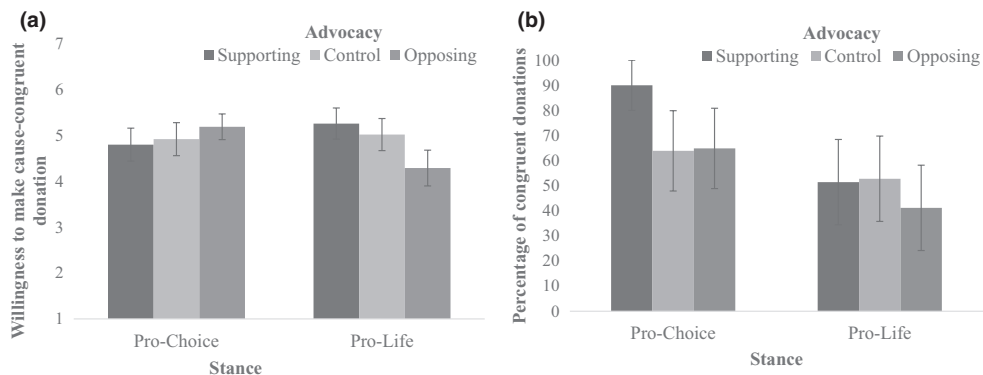 (a)
Advocacy
Supporting Control Opposing
Willingness to make cause-congruent
donation
7
6
5
4
3
2
1
Pro-Choice Pro-Life
Stance
(b)
Advocacy
Supporting Control Opposing
Percentage of congruent donations
100
90
80
70
60
50
40
30
20
10
0
Pro-Choice Pro-Life
Stance